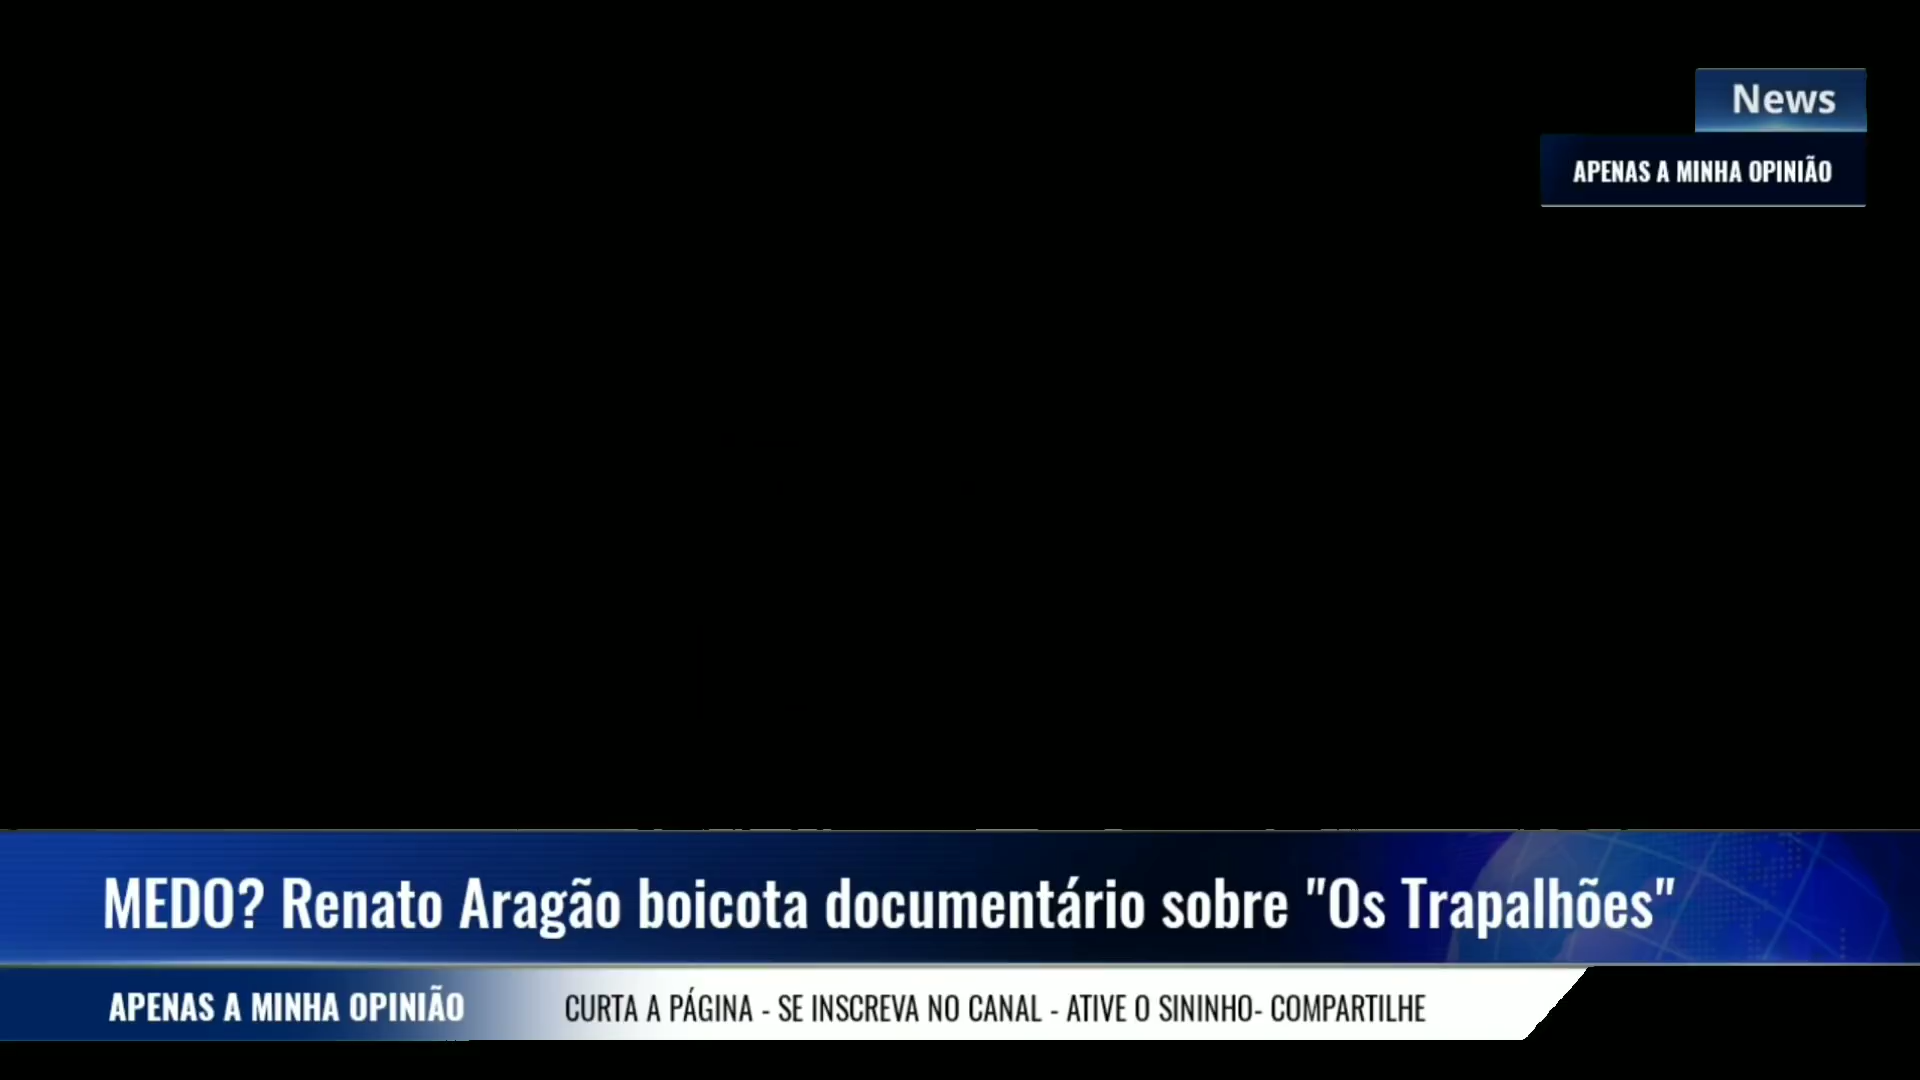 News
APENAS A MINHA OPINIÃO
MEDO? Renato Aragão boicota documentário sobre "Os Trapalhões"
APENAS A MINHA OPINIÃO
CURTA A PÁGINA - SE INSCREVA NO CANAL - ATIVE O SININHO- COMPARTILHE